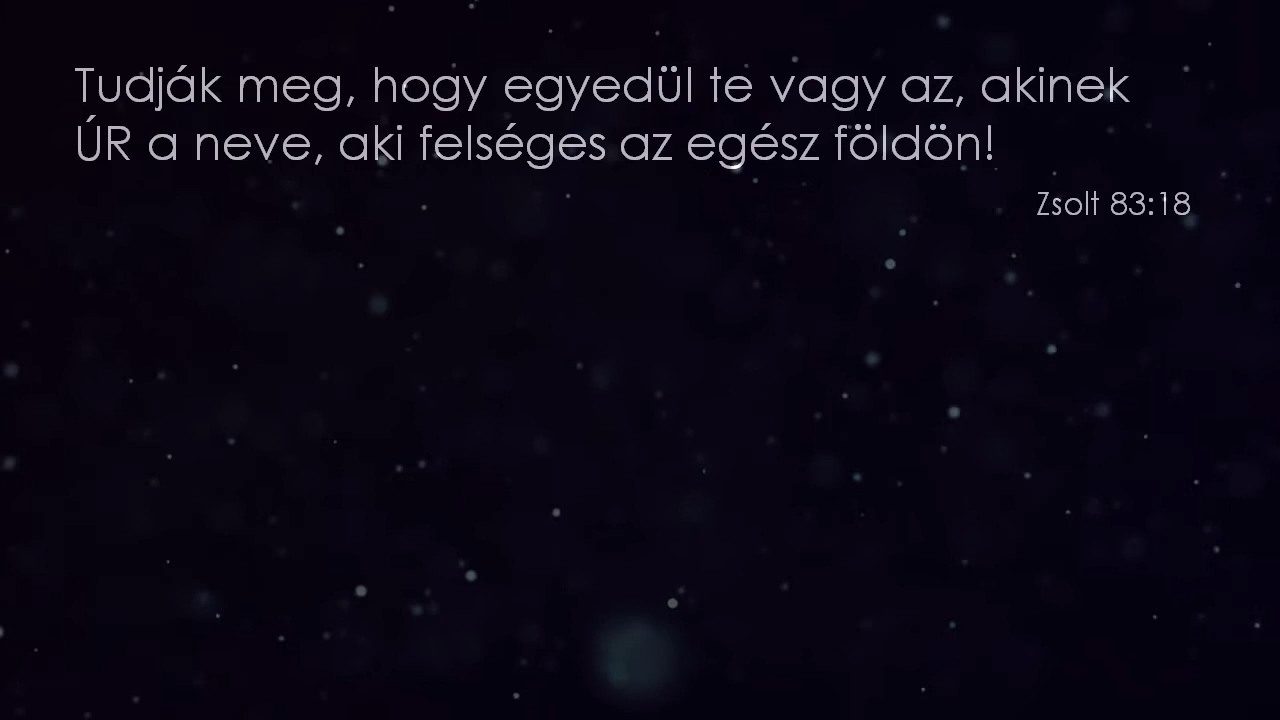 Tudják meg, hogy egyedül te vagy az, akinek
ÚR a neve, aki felséges az egész földön!
Zsolt 83:18